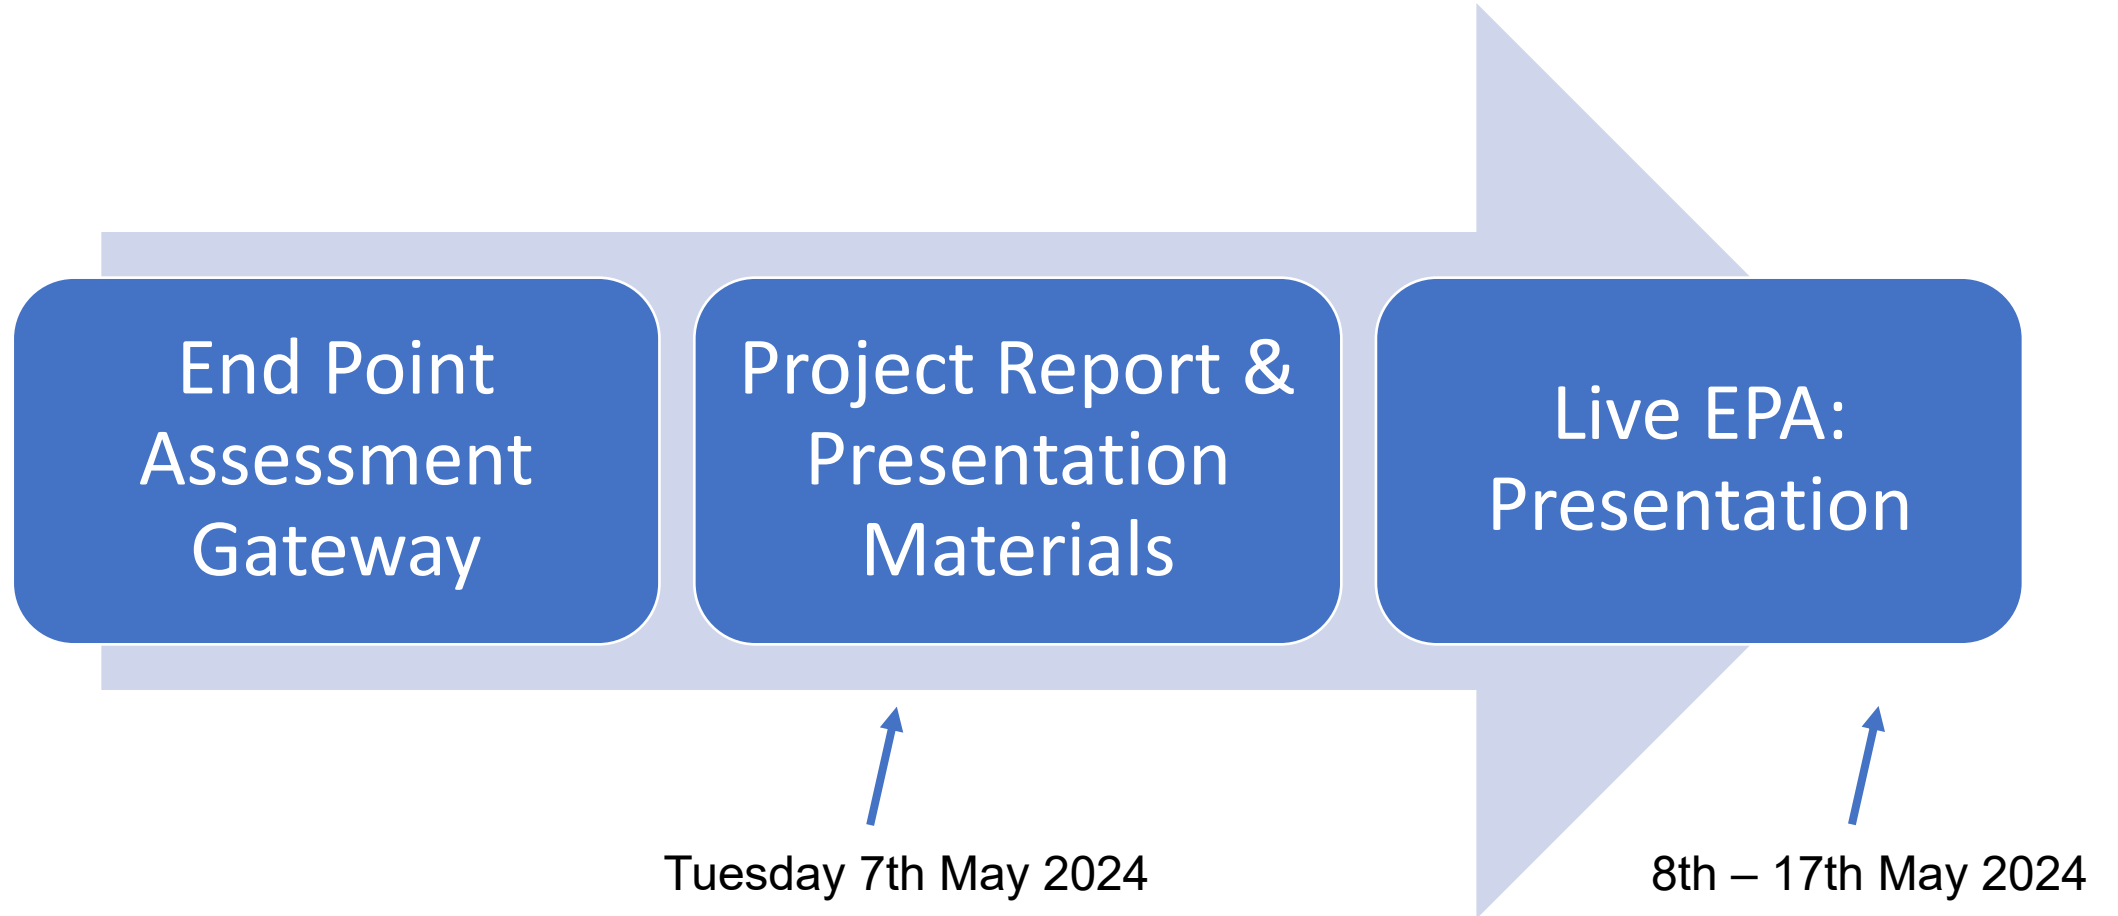 End Point
Assessment
Gateway
Project Report &
Presentation
Materials
Live EPA:
Presentation
Tuesday 7th May 2024
8th – 17th May 2024